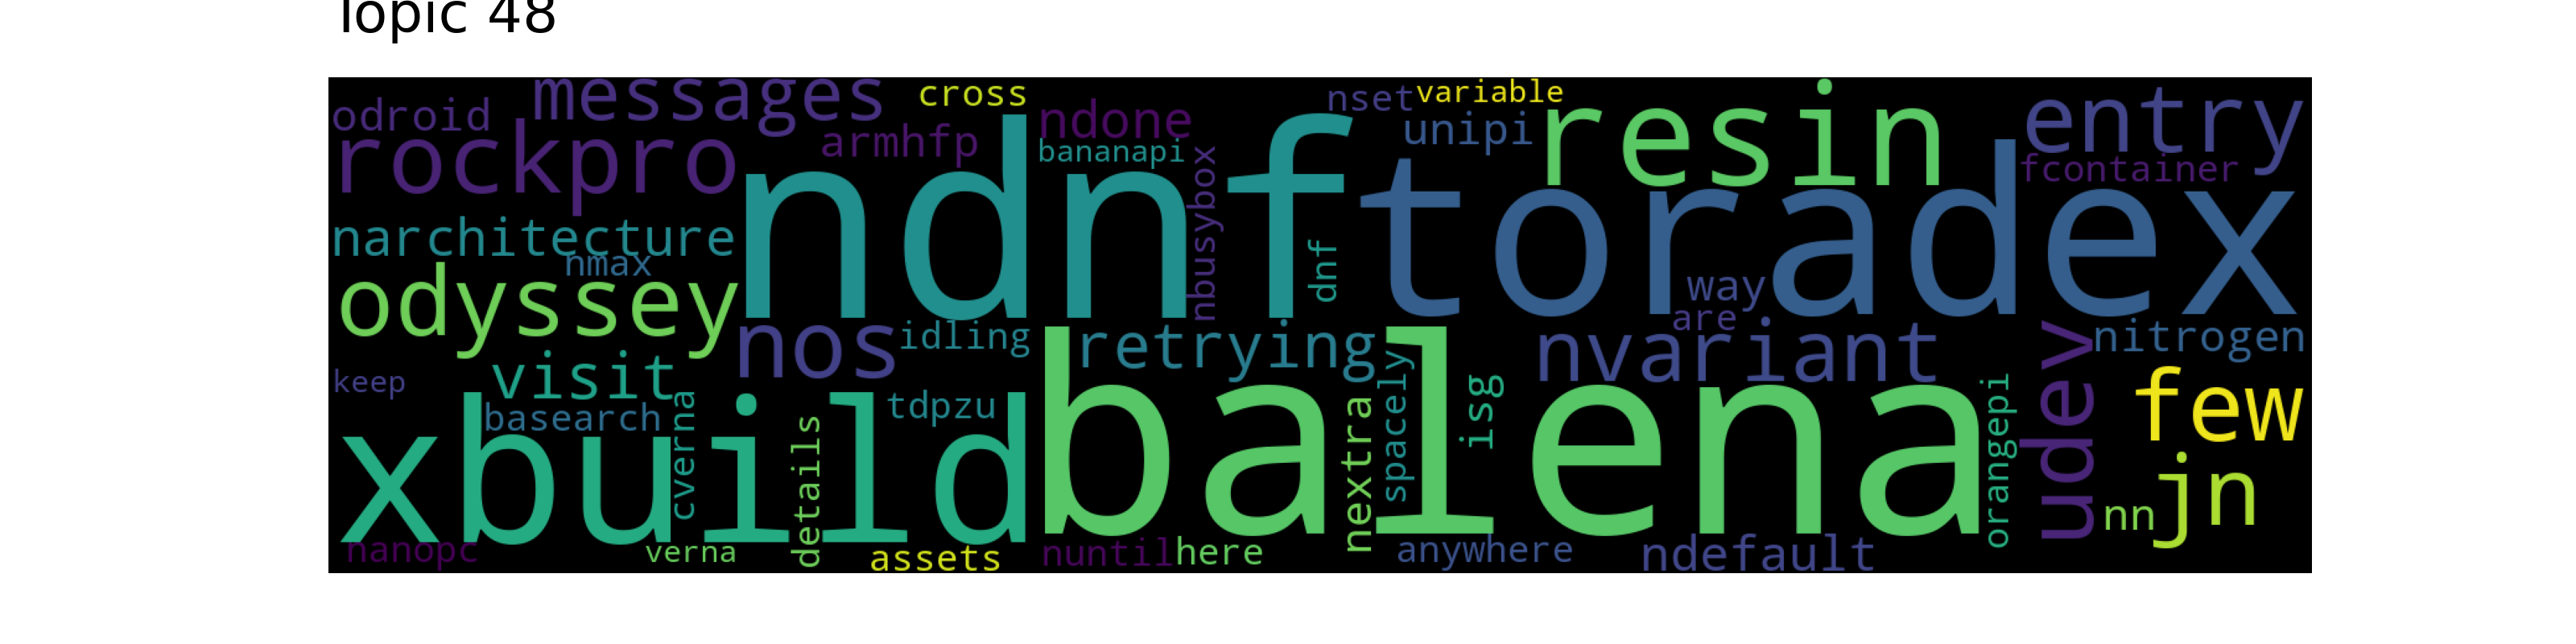 Topic 48
odroid messages cross ndone nset variable resin entry
rockpro armhfp bananapi unipi fcontainer
narchitecture ndnf nbusybox dnf toradex
nmax way
odyssey nos idling retrying are nvariant udev nitrogen
keep visit tdpzu spacely isg few
basearch cverna details nextra orangepi
xbuild balena nn jn
nanopc verna assets nuntil here anywhere ndefault